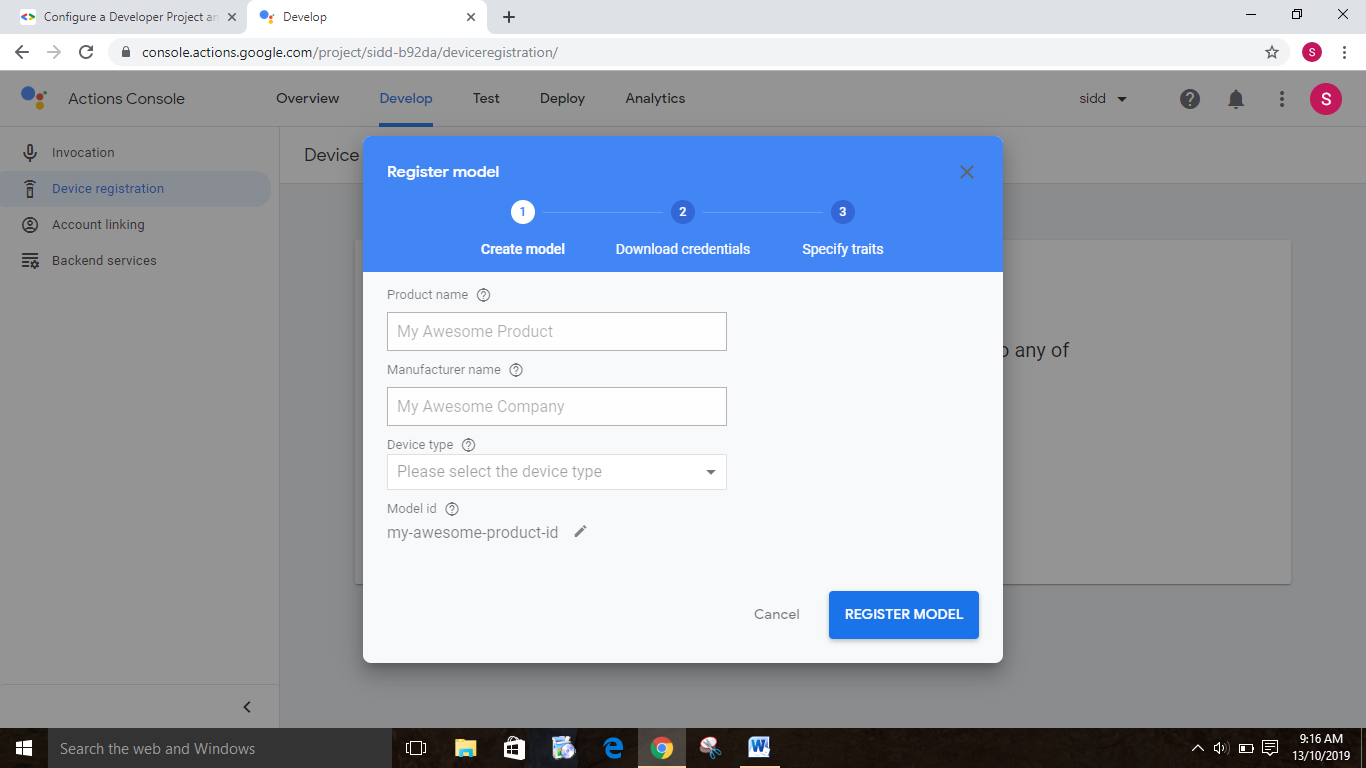 Configure a Developer Project an
Develop
console.actions.google.com/project/sidd-b92da/deviceregistration/
S
Actions Console
Overview
Develop
Test
Deploy
Analytics
sidd
S
Invocation
Device registration
Account linking
Backend services
Device
Register model
1
2
3
Create model
Download credentials
Specify traits
Product name
My Awesome Product
Manufacturer name
My Awesome Company
any of
Device type
Please select the device type
Model id
my-awesome-product-id
Cancel
REGISTER MODEL
Search the web and Windows
9:16 AM
13/10/2019